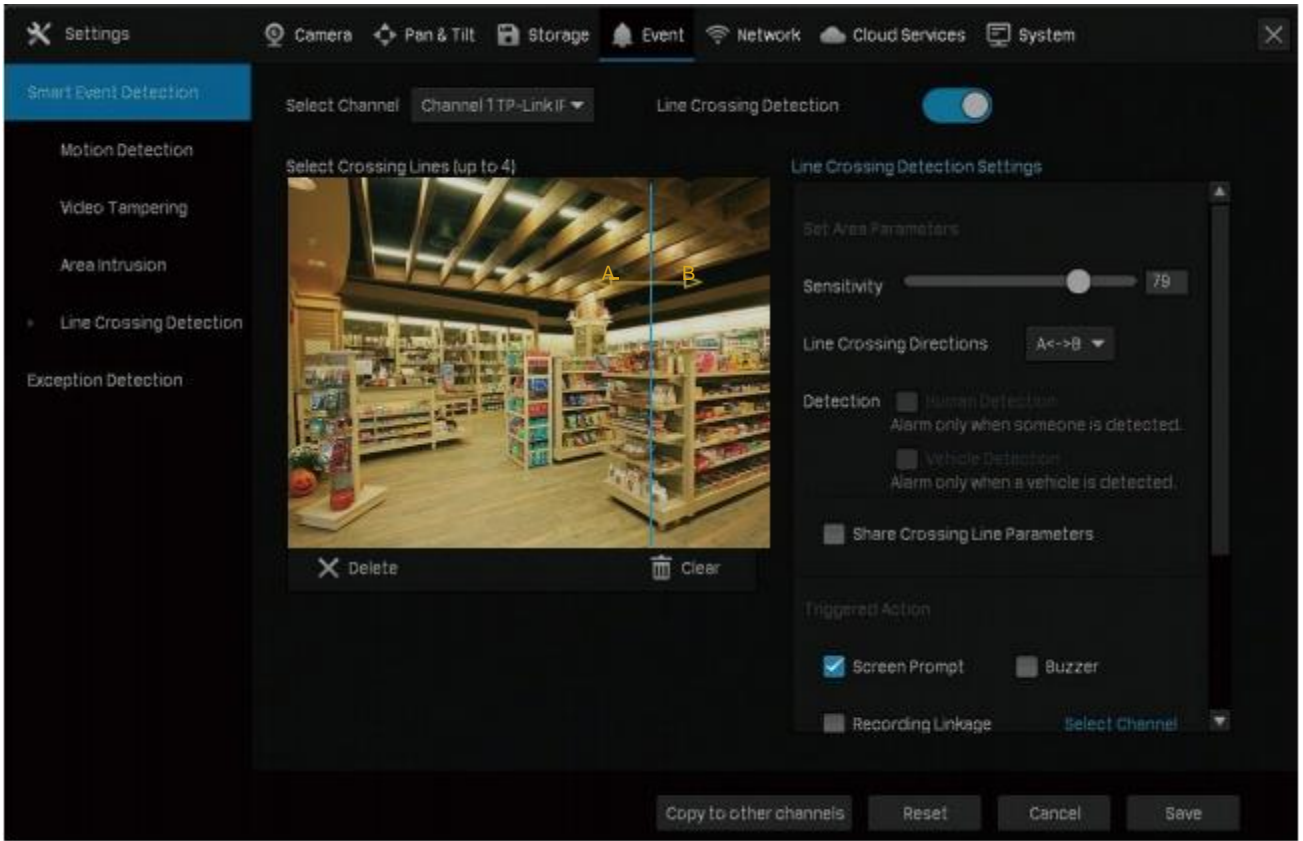 Settings
Camera
Pan & Tilt
Storage
Event
Network
Cloud Services
System
Smart Event Detection
Motion Detection
Video Tampering
Area Intrusion
Line Crossing Detection
Exception Detection
Select Channel
Channel 1 TP-Link IF
Line Crossing Detection
Select Crossing Lines (up to 4)
A
B
Delete
Clear
Line Crossing Detection Settings
Set Area Parameters
Sensitivity
79
Line Crossing Directions
A<->B
Detection
Human Detection
Alarm only when someone is detected.
Vehicle Detection
Alarm only when a vehicle is detected.
Share Crossing Line Parameters
Triggered Action
Screen Prompt
Buzzer
Recording Linkage
Select Channel
Copy to other channels
Reset
Cancel
Save